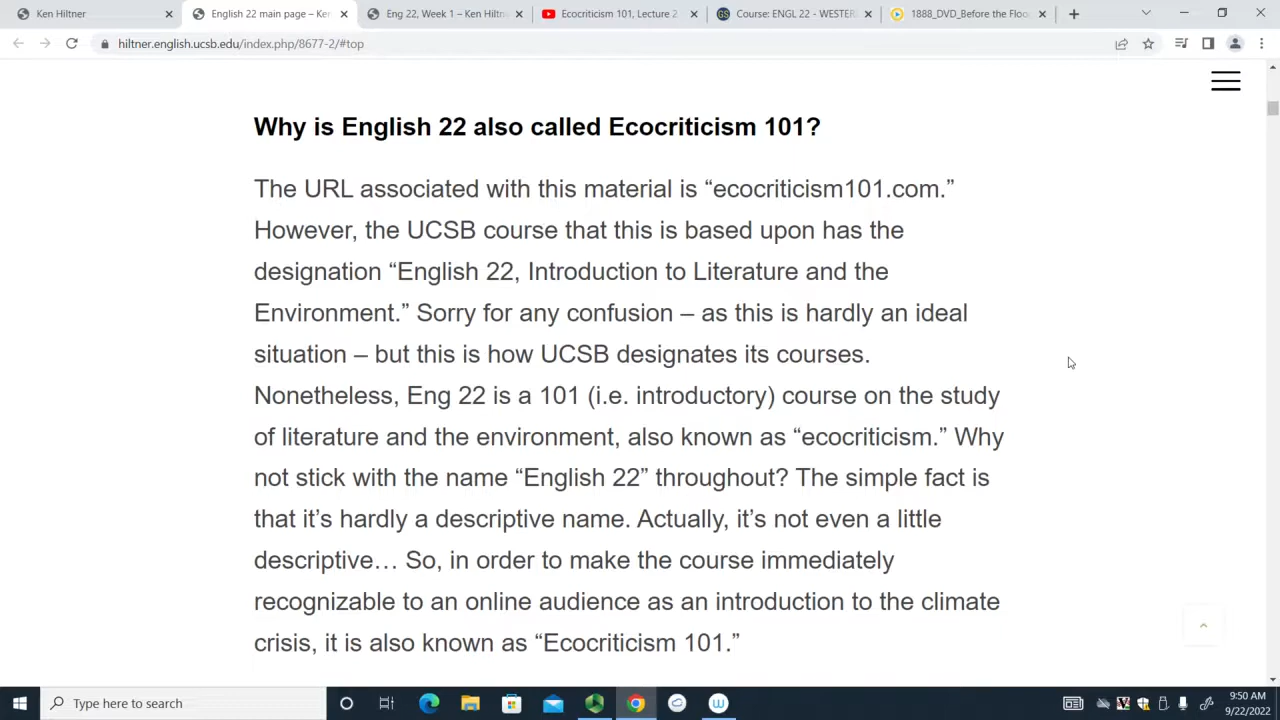 Ken Hiltner
English 22 main page – Ken
Eng 22, Week 1 – Ken Hiltn
Ecocriticism 101, Lecture 2
Course: ENGL 22 - WESTER
1888_DVD_Before the Floo
hiltner.english.ucsb.edu/index.php/8677-2/#top
Why is English 22 also called Ecocriticism 101?
The URL associated with this material is “ecocriticism101.com.”
However, the UCSB course that this is based upon has the
designation “English 22, Introduction to Literature and the
Environment.” Sorry for any confusion – as this is hardly an ideal
situation – but this is how UCSB designates its courses.
Nonetheless, Eng 22 is a 101 (i.e. introductory) course on the study
of literature and the environment, also known as “ecocriticism.” Why
not stick with the name “English 22” throughout? The simple fact is
that it’s hardly a descriptive name. Actually, it’s not even a little
descriptive… So, in order to make the course immediately
recognizable to an online audience as an introduction to the climate
crisis, it is also known as “Ecocriticism 101.”
Type here to search
9:50 AM
9/22/2022